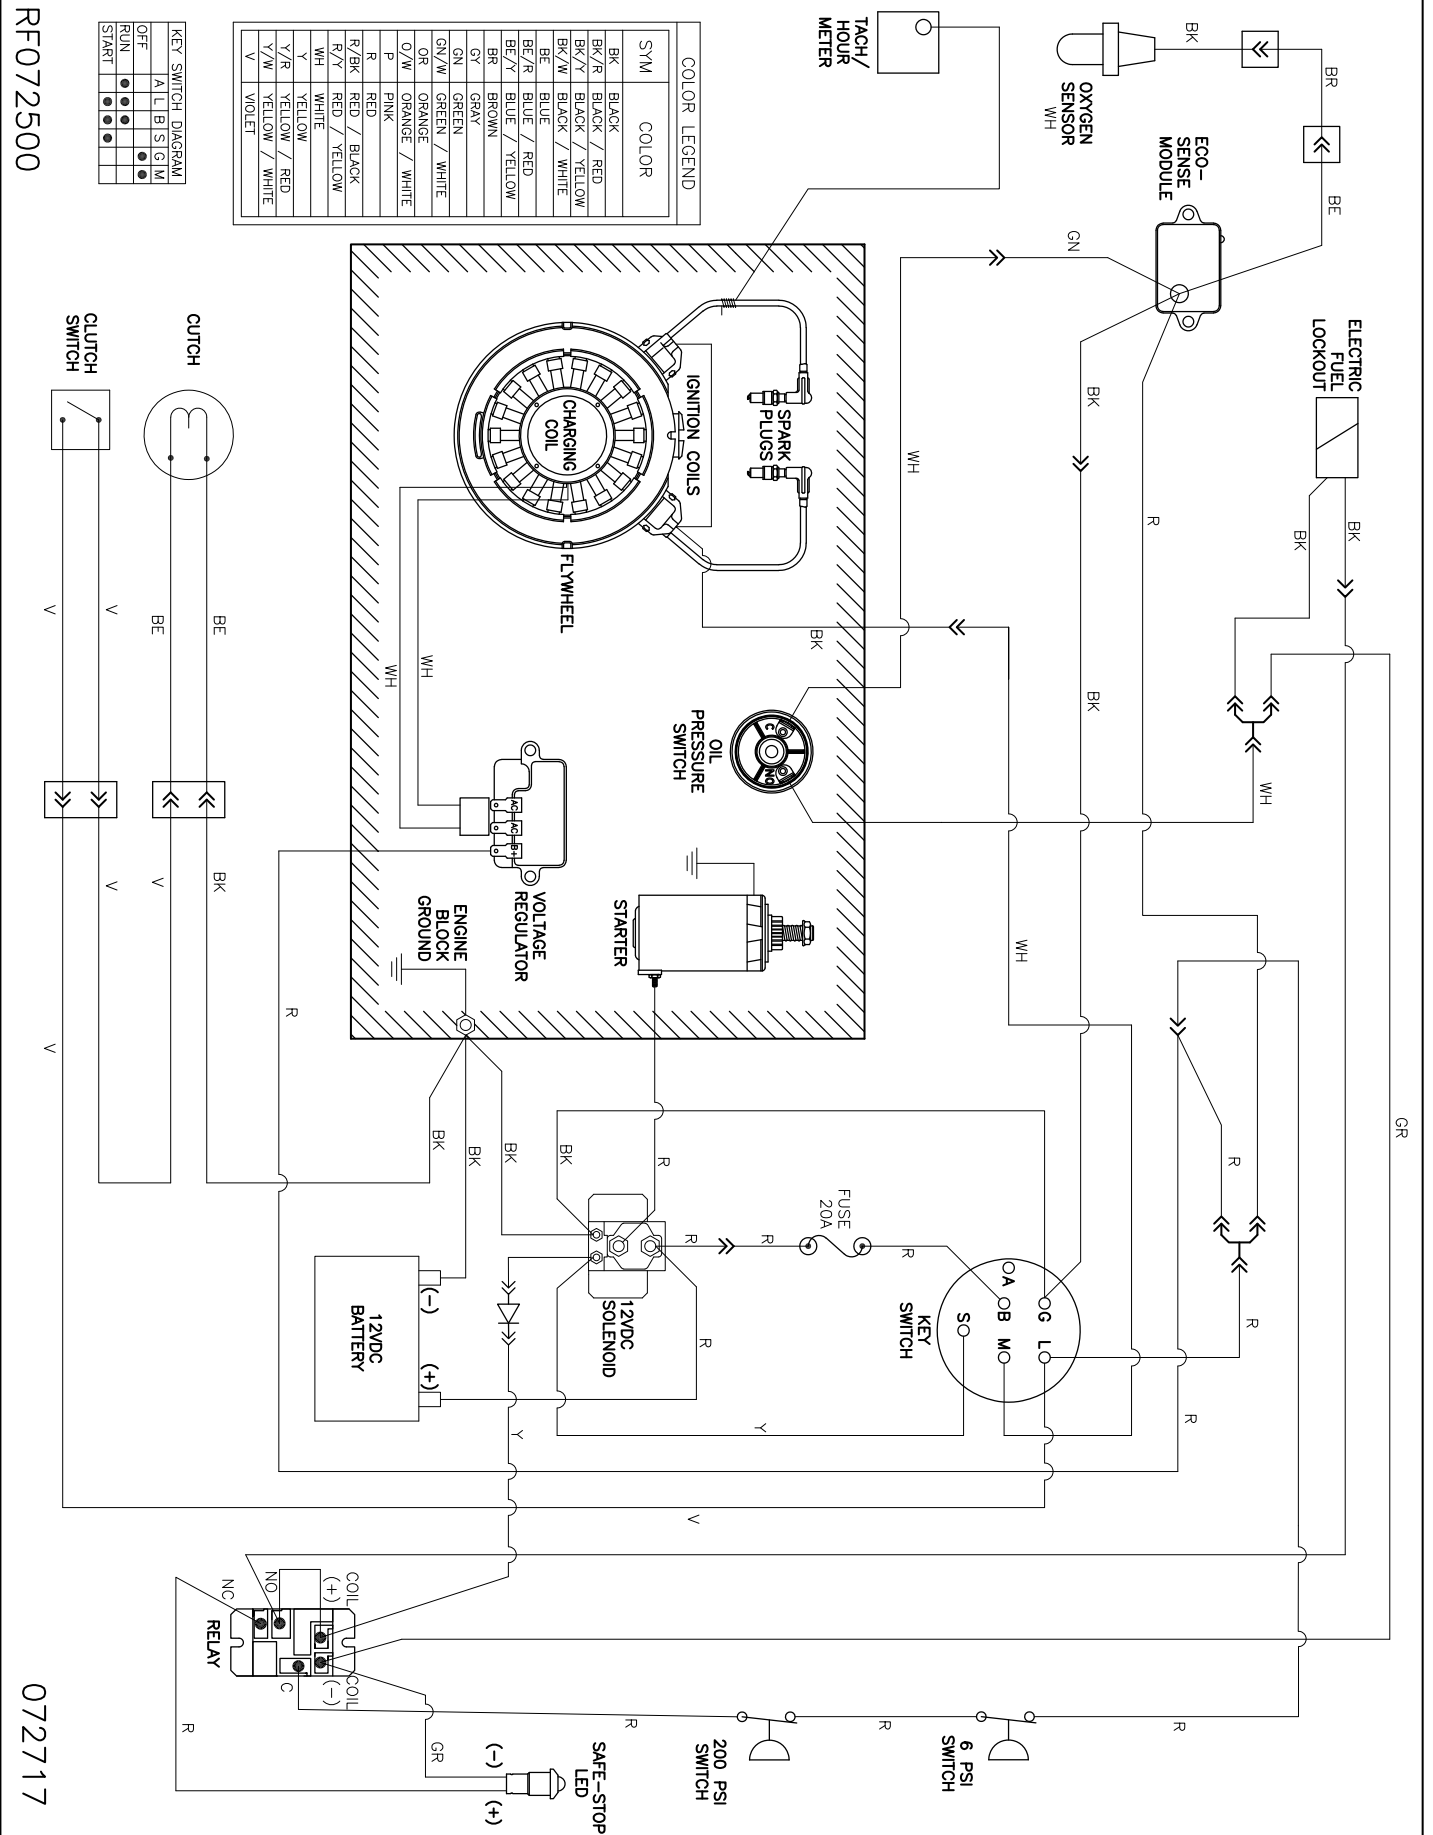 TACH/
HOUR
METER
BK
OXYGEN
SENSOR
WH
BR
BE
ECO-
SENSE
MODULE
GN
BK
R
ELECTRIC
FUEL
LOCKOUT
BK
BK
WH
GR
COLOR LEGEND
SYM COLOR
BK BLACK
BK/R BLACK / RED
BK/Y BLACK / YELLOW
BK/W BLACK / WHITE
BE BLUE
BE/R BLUE / RED
BE/Y BLUE / YELLOW
BR BROWN
GY GRAY
GN GREEN
GN/W GREEN / WHITE
OR ORANGE
O/W ORANGE / WHITE
P PINK
R RED
R/BK RED / BLACK
R/Y RED / YELLOW
WH WHITE
Y YELLOW
Y/R YELLOW / RED
Y/W YELLOW / WHITE
V VIOLET
KEY SWITCH DIAGRAM
A L B S G M
OFF
RUN
START
RF072500
SPARK
PLUGS
IGNITION COILS
CHARGING
COIL
FLYWHEEL
WH
BK
WH
WH
BK
WH
OIL
PRESSURE
SWITCH
C
NO
AC
AC
B+
VOLTAGE
REGULATOR
STARTER
ENGINE
BLOCK
GROUND
CUTCH
CLUTCH
SWITCH
BE
BE
V
V
BK
V
V
V
R
BK
BK
BK
BK
R
FUSE
20A
R
R
R
R
12VDC
SOLENOID
12VDC
BATTERY
(-)
(+)
KEY
SWITCH
A
B
G
L
M
S
R
R
R
Y
Y
V
COIL
(+)
NO
NC
COIL
(-)
C
RELAY
R
GR
R
R
R
6 PSI
SWITCH
200 PSI
SWITCH
SAFE-STOP
LED
(-)
(+)
072717